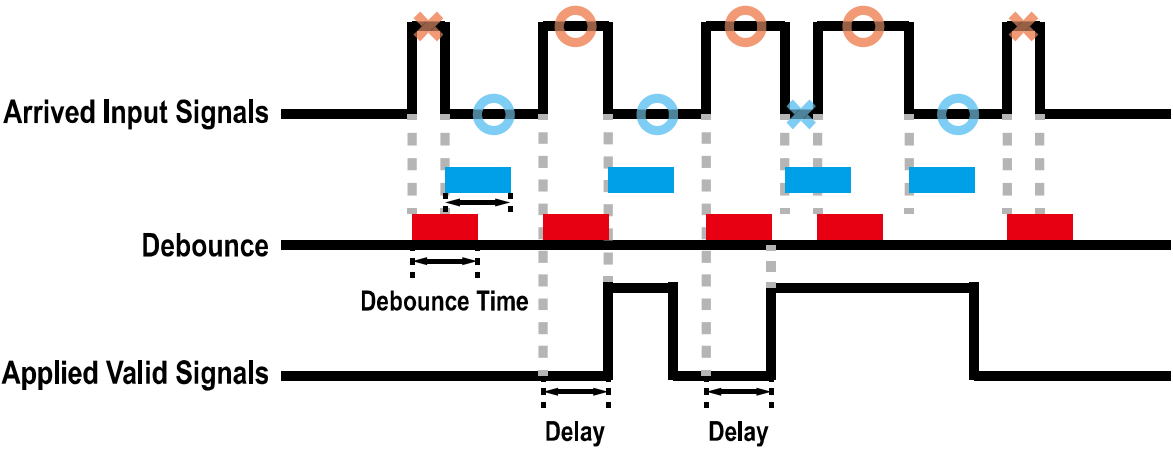 Arrived Input Signals
Debounce
Debounce Time
Applied Valid Signals
Delay
Delay